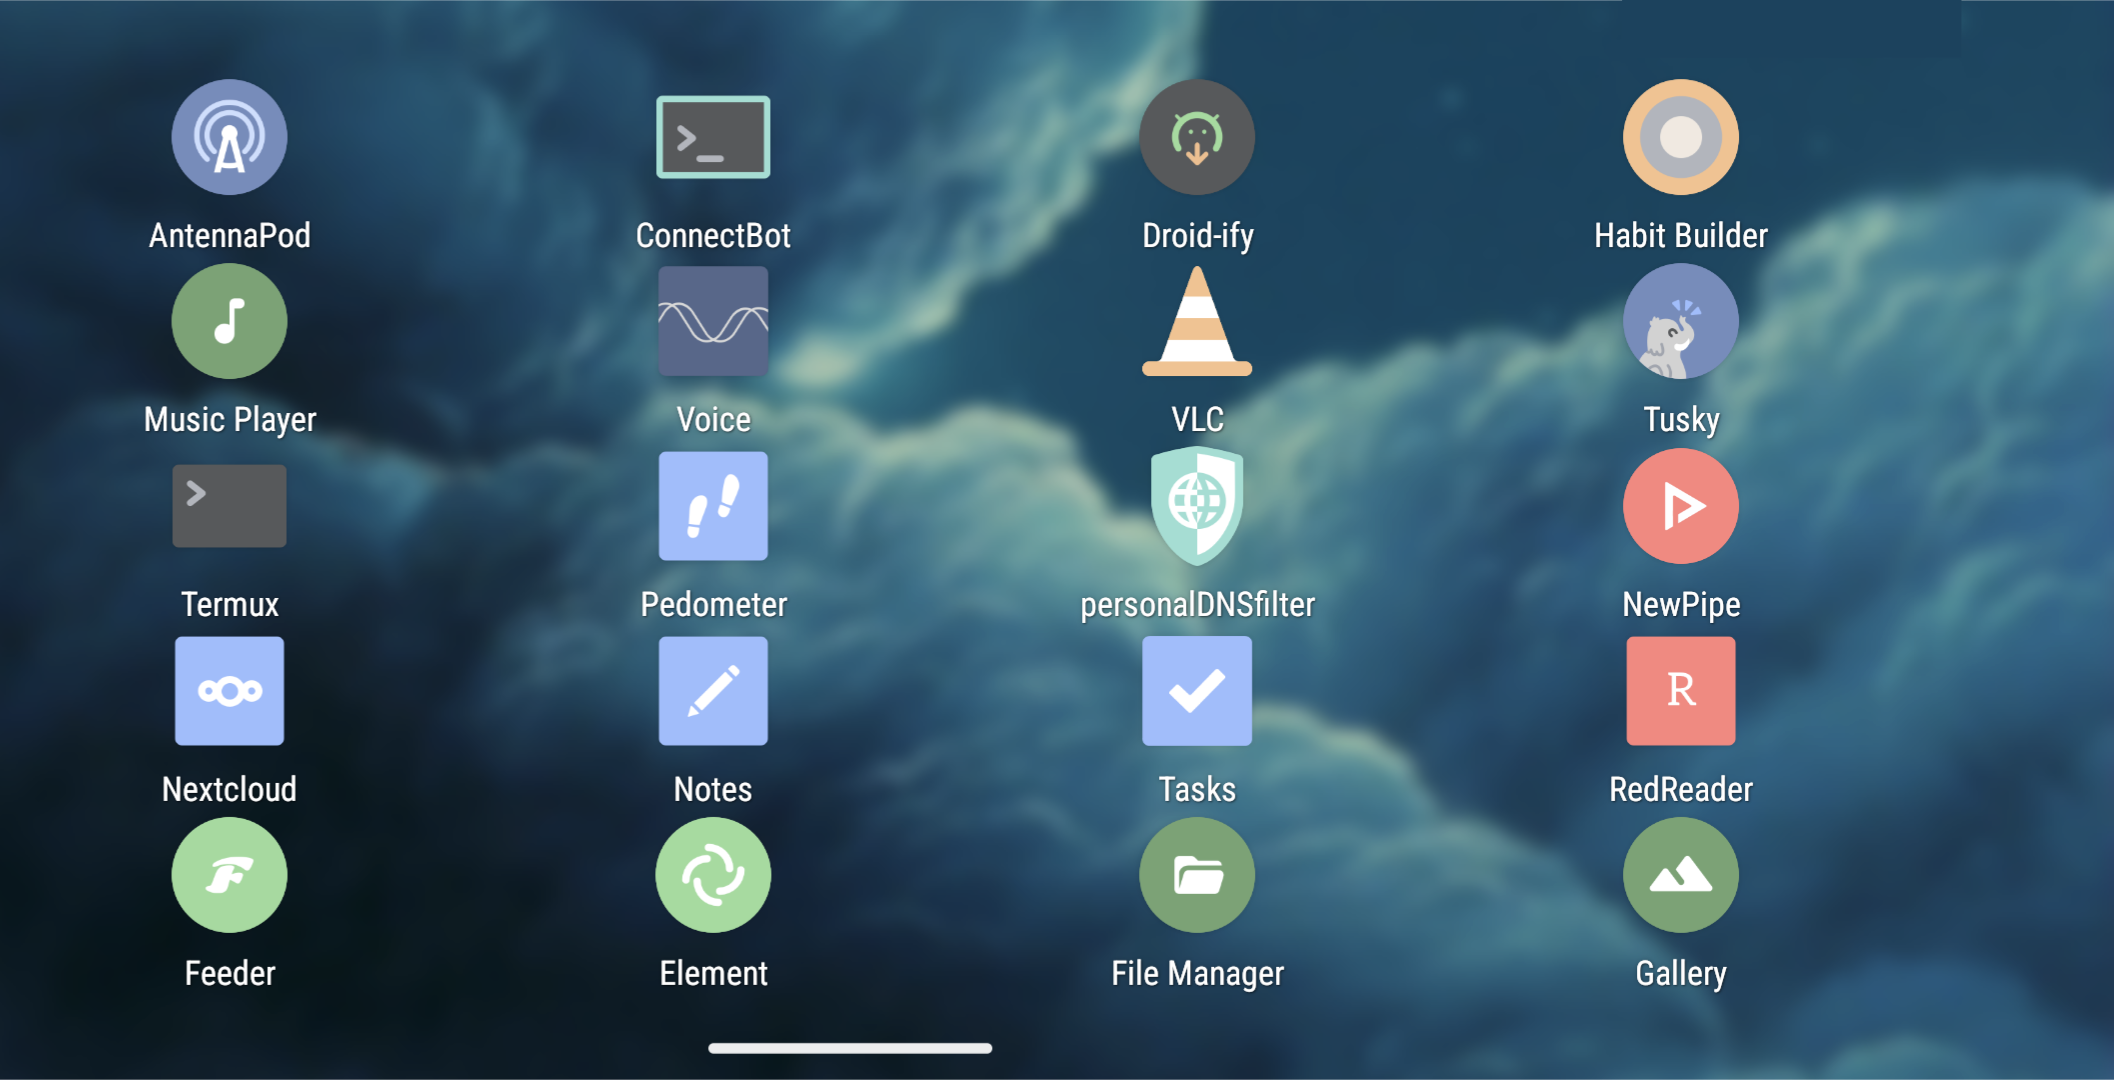 AntennaPod
ConnectBot
Droid-ify
Habit Builder
Music Player
Voice
VLC
Tusky
Termux
Pedometer
personalDNSfilter
NewPipe
R
Nextcloud
Notes
Tasks
RedReader
Feeder
Element
File Manager
Gallery